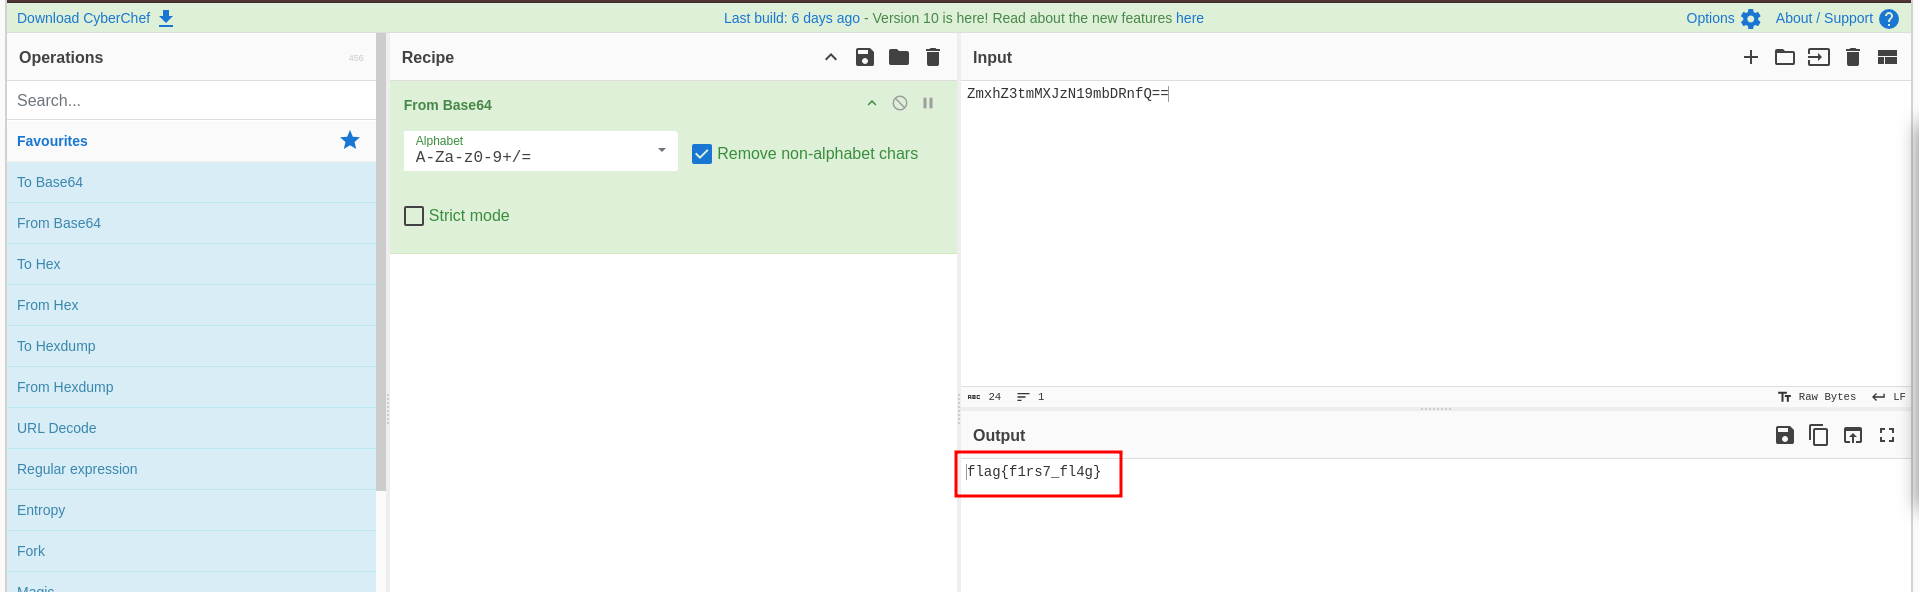 Download CyberChef
Last build: 6 days ago - Version 10 is here! Read about the new features here
Options
About / Support
Operations
456
Search...
Favourites
To Base64
From Base64
To Hex
From Hex
To Hexdump
From Hexdump
URL Decode
Regular expression
Entropy
Fork
Magic
Recipe
From Base64
Alphabet
A-Za-z0-9+/=
Remove non-alphabet chars
Strict mode
Input
ZmxhZ3tmMXJzN19mbDRnfQ==
ABC 24 1
Raw Bytes LF
Output
flag{f1rs7_fl4g}